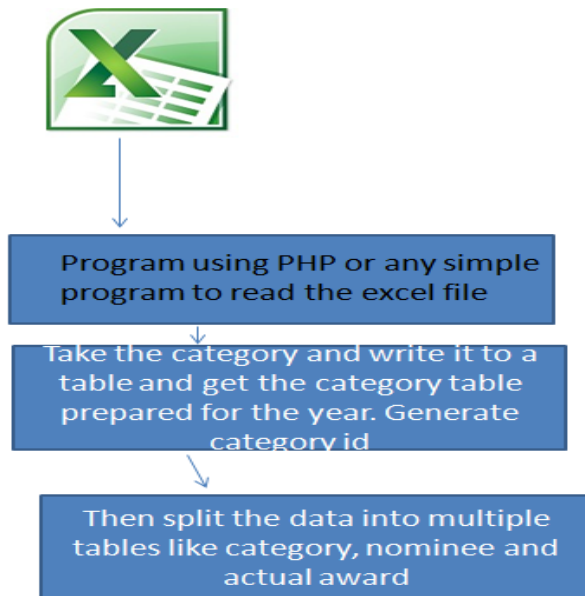 Program using PHP or any simple
program to read the excel file
Take the category and write it to a
table and get the category table
prepared for the year. Generate
category id
Then split the data into multiple
tables like category, nominee and
actual award